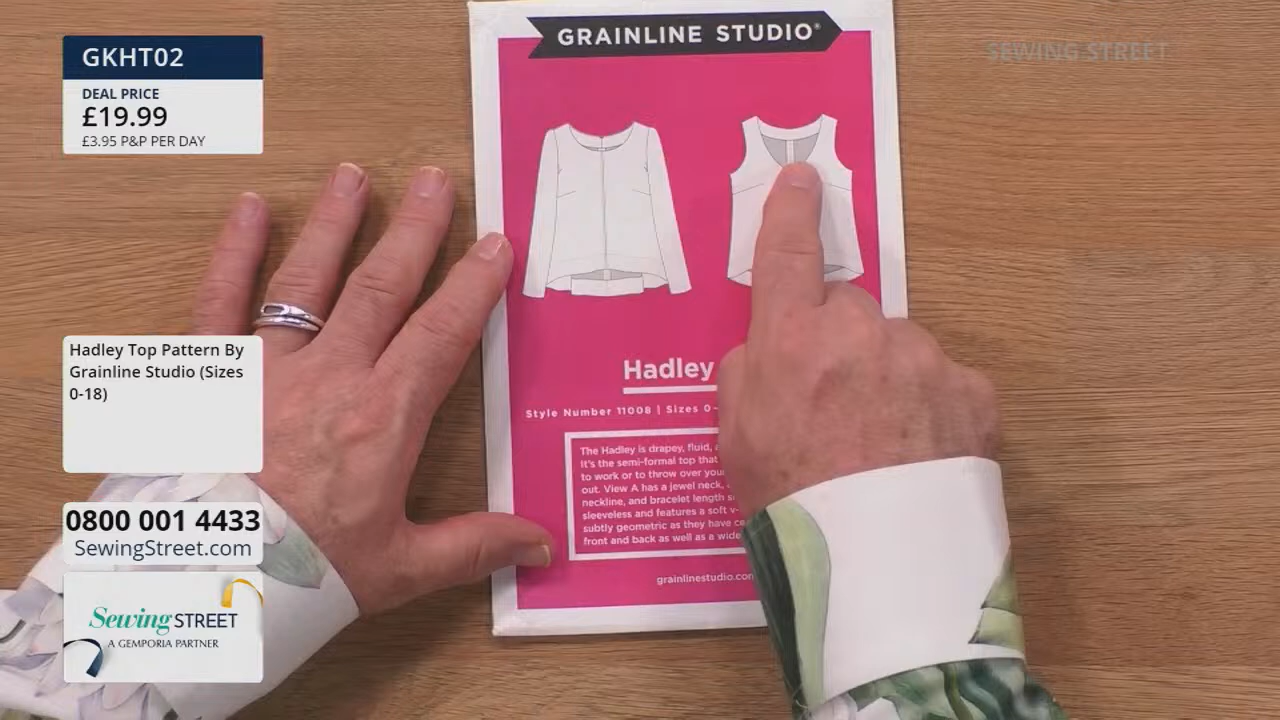 GKHT02
DEAL PRICE
£19.99
£3.95 P&P PER DAY
SEWING STREET
GRAINLINE STUDIO®
Hadley
Style Number 11008 | Sizes 0-
The Hadley is drapey, fluid,
It's the semi-formal top that
to work or to throw over your
out. View A has a jewel neck,
neckline, and bracelet length
sleeveless and features a soft v-
subtly geometric as they have
front and back as well as a wide
grainlinestudio.com
Hadley Top Pattern By
Grainline Studio (Sizes
0-18)
0800 001 4433
SewingStreet.com
Sewing STREET
A GEMPORIA PARTNER